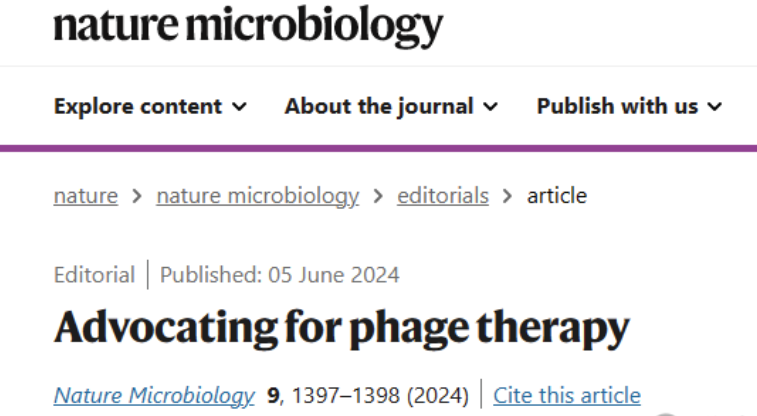 nature microbiology
Explore content About the journal Publish with us
nature > nature microbiology > editorials > article
Editorial | Published: 05 June 2024
Advocating for phage therapy
Nature Microbiology 9, 1397–1398 (2024) | Cite this article